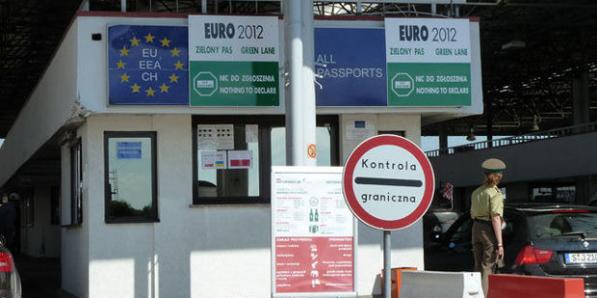 EURO 2012
ZIELONY PAS GREEN LANE
NIC DO ZGŁOSZENIA
NOTHING TO DECLARE
EU
EEA
CH
ALL
PASSPORTS
EURO 2012
ZIELONY PAS GREEN LANE
NIC DO ZGŁOSZENIA
NOTHING TO DECLARE
Kontrola
graniczna